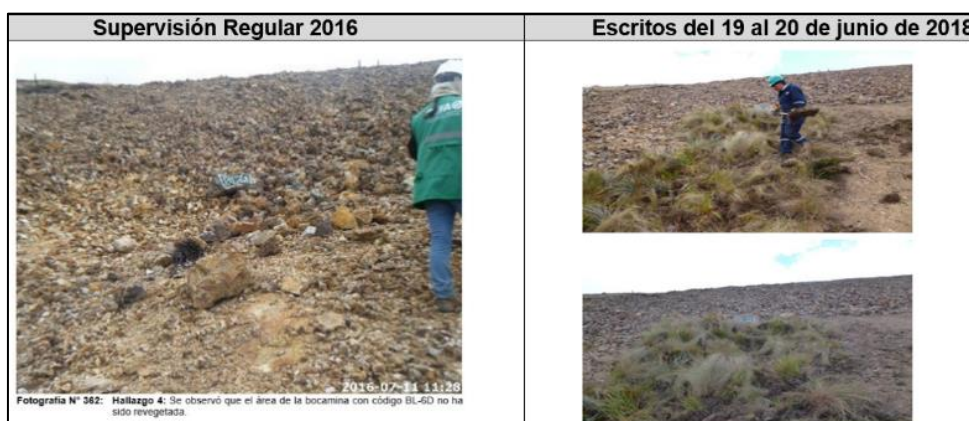 Supervisión Regular 2016
Escritos del 19 al 20 de junio de 2018
2016-07-11 11:28
Fotografía N° 362: Hallazgo 4: Se observó que el área de la bocamina con código BL-6D no ha
sido revegetada.